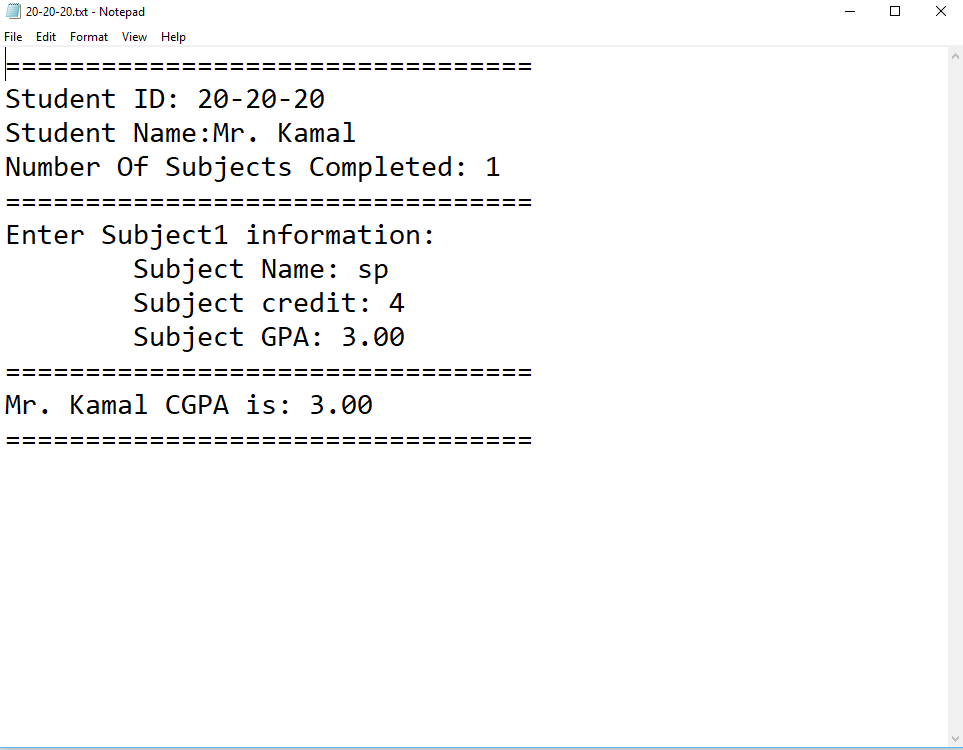 20-20-20.txt - Notepad
File Edit Format View Help
=================================
Student ID: 20-20-20
Student Name:Mr. Kamal
Number Of Subjects Completed: 1
=================================
Enter Subject1 information:
        Subject Name: sp
        Subject credit: 4
        Subject GPA: 3.00
=================================
Mr. Kamal CGPA is: 3.00
=================================